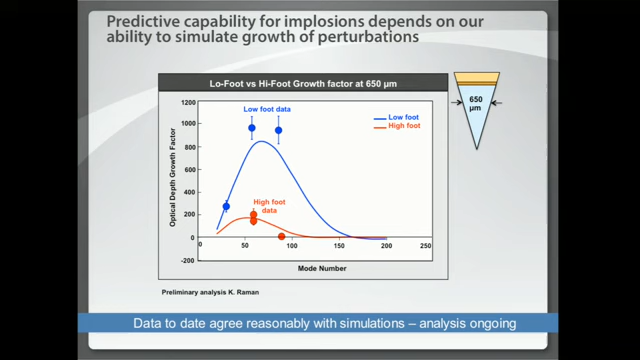 Predictive capability for implosions depends on our
ability to simulate growth of perturbations
Lo-Foot vs Hi-Foot Growth factor at 650 µm
1200
1000
800
600
400
200
0
-200
Optical Depth Growth Factor
Low foot data
High foot
data
Low foot
High foot
0 50 100 150 200 250
Mode Number
650
µm
Preliminary analysis K. Raman
Data to date agree reasonably with simulations – analysis ongoing